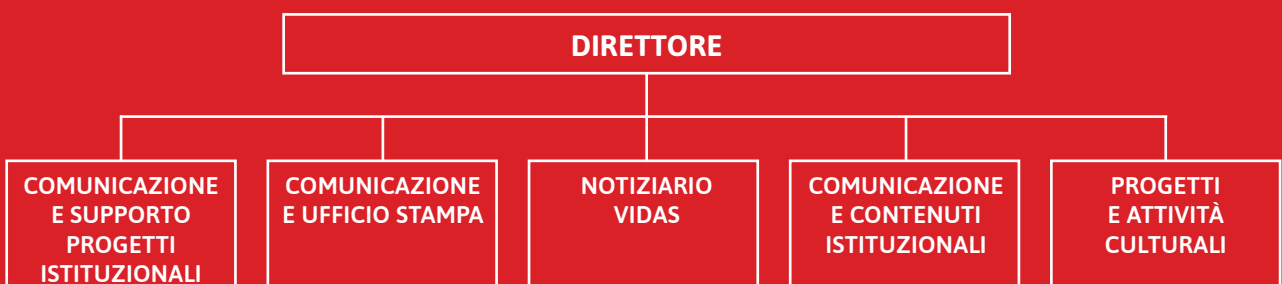 DIRETTORE
COMUNICAZIONE
E SUPPORTO
PROGETTI
ISTITUZIONALI
COMUNICAZIONE
E UFFICIO STAMPA
NOTIZIARIO
VIDAS
COMUNICAZIONE
E CONTENUTI
ISTITUZIONALI
PROGETTI
E ATTIVITÀ
CULTURALI